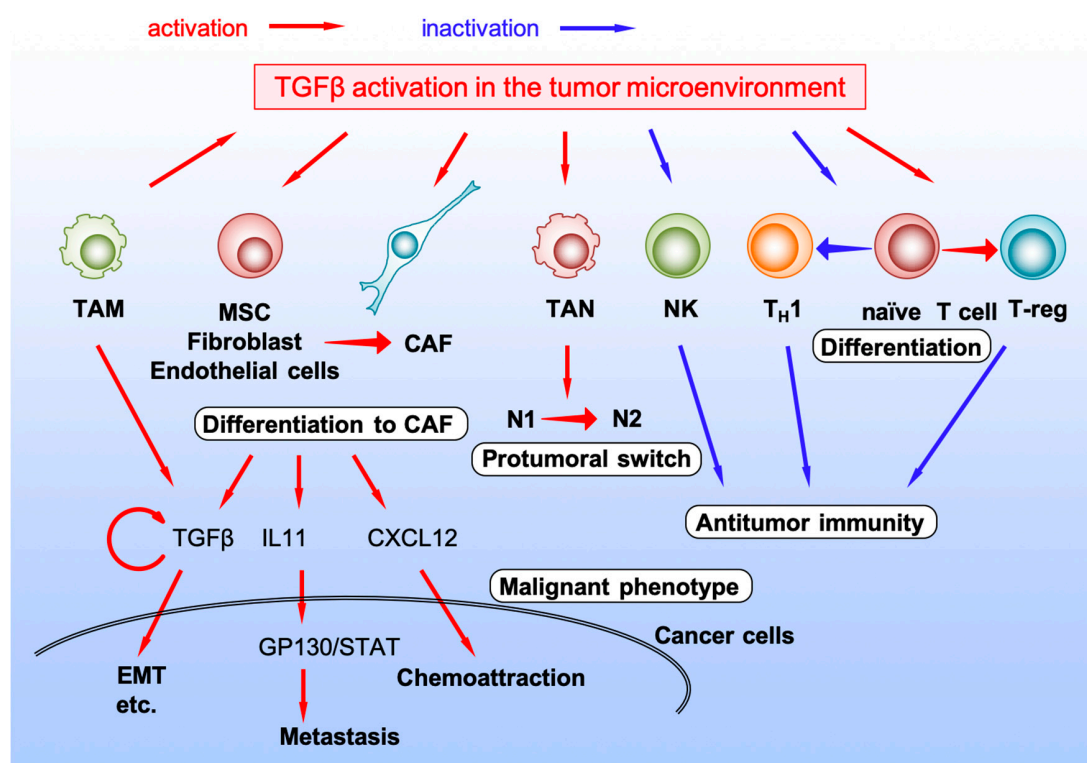 activation
inactivation
TGFβ activation in the tumor microenvironment
TAM
MSC
Fibroblast
Endothelial cells
CAF
TAN
NK
TH1
naïve T cell
T-reg
Differentiation
Differentiation to CAF
N1
N2
Protumoral switch
TGFβ
IL11
CXCL12
Antitumor immunity
Malignant phenotype
Cancer cells
GP130/STAT
EMT
etc.
Chemoattraction
Metastasis